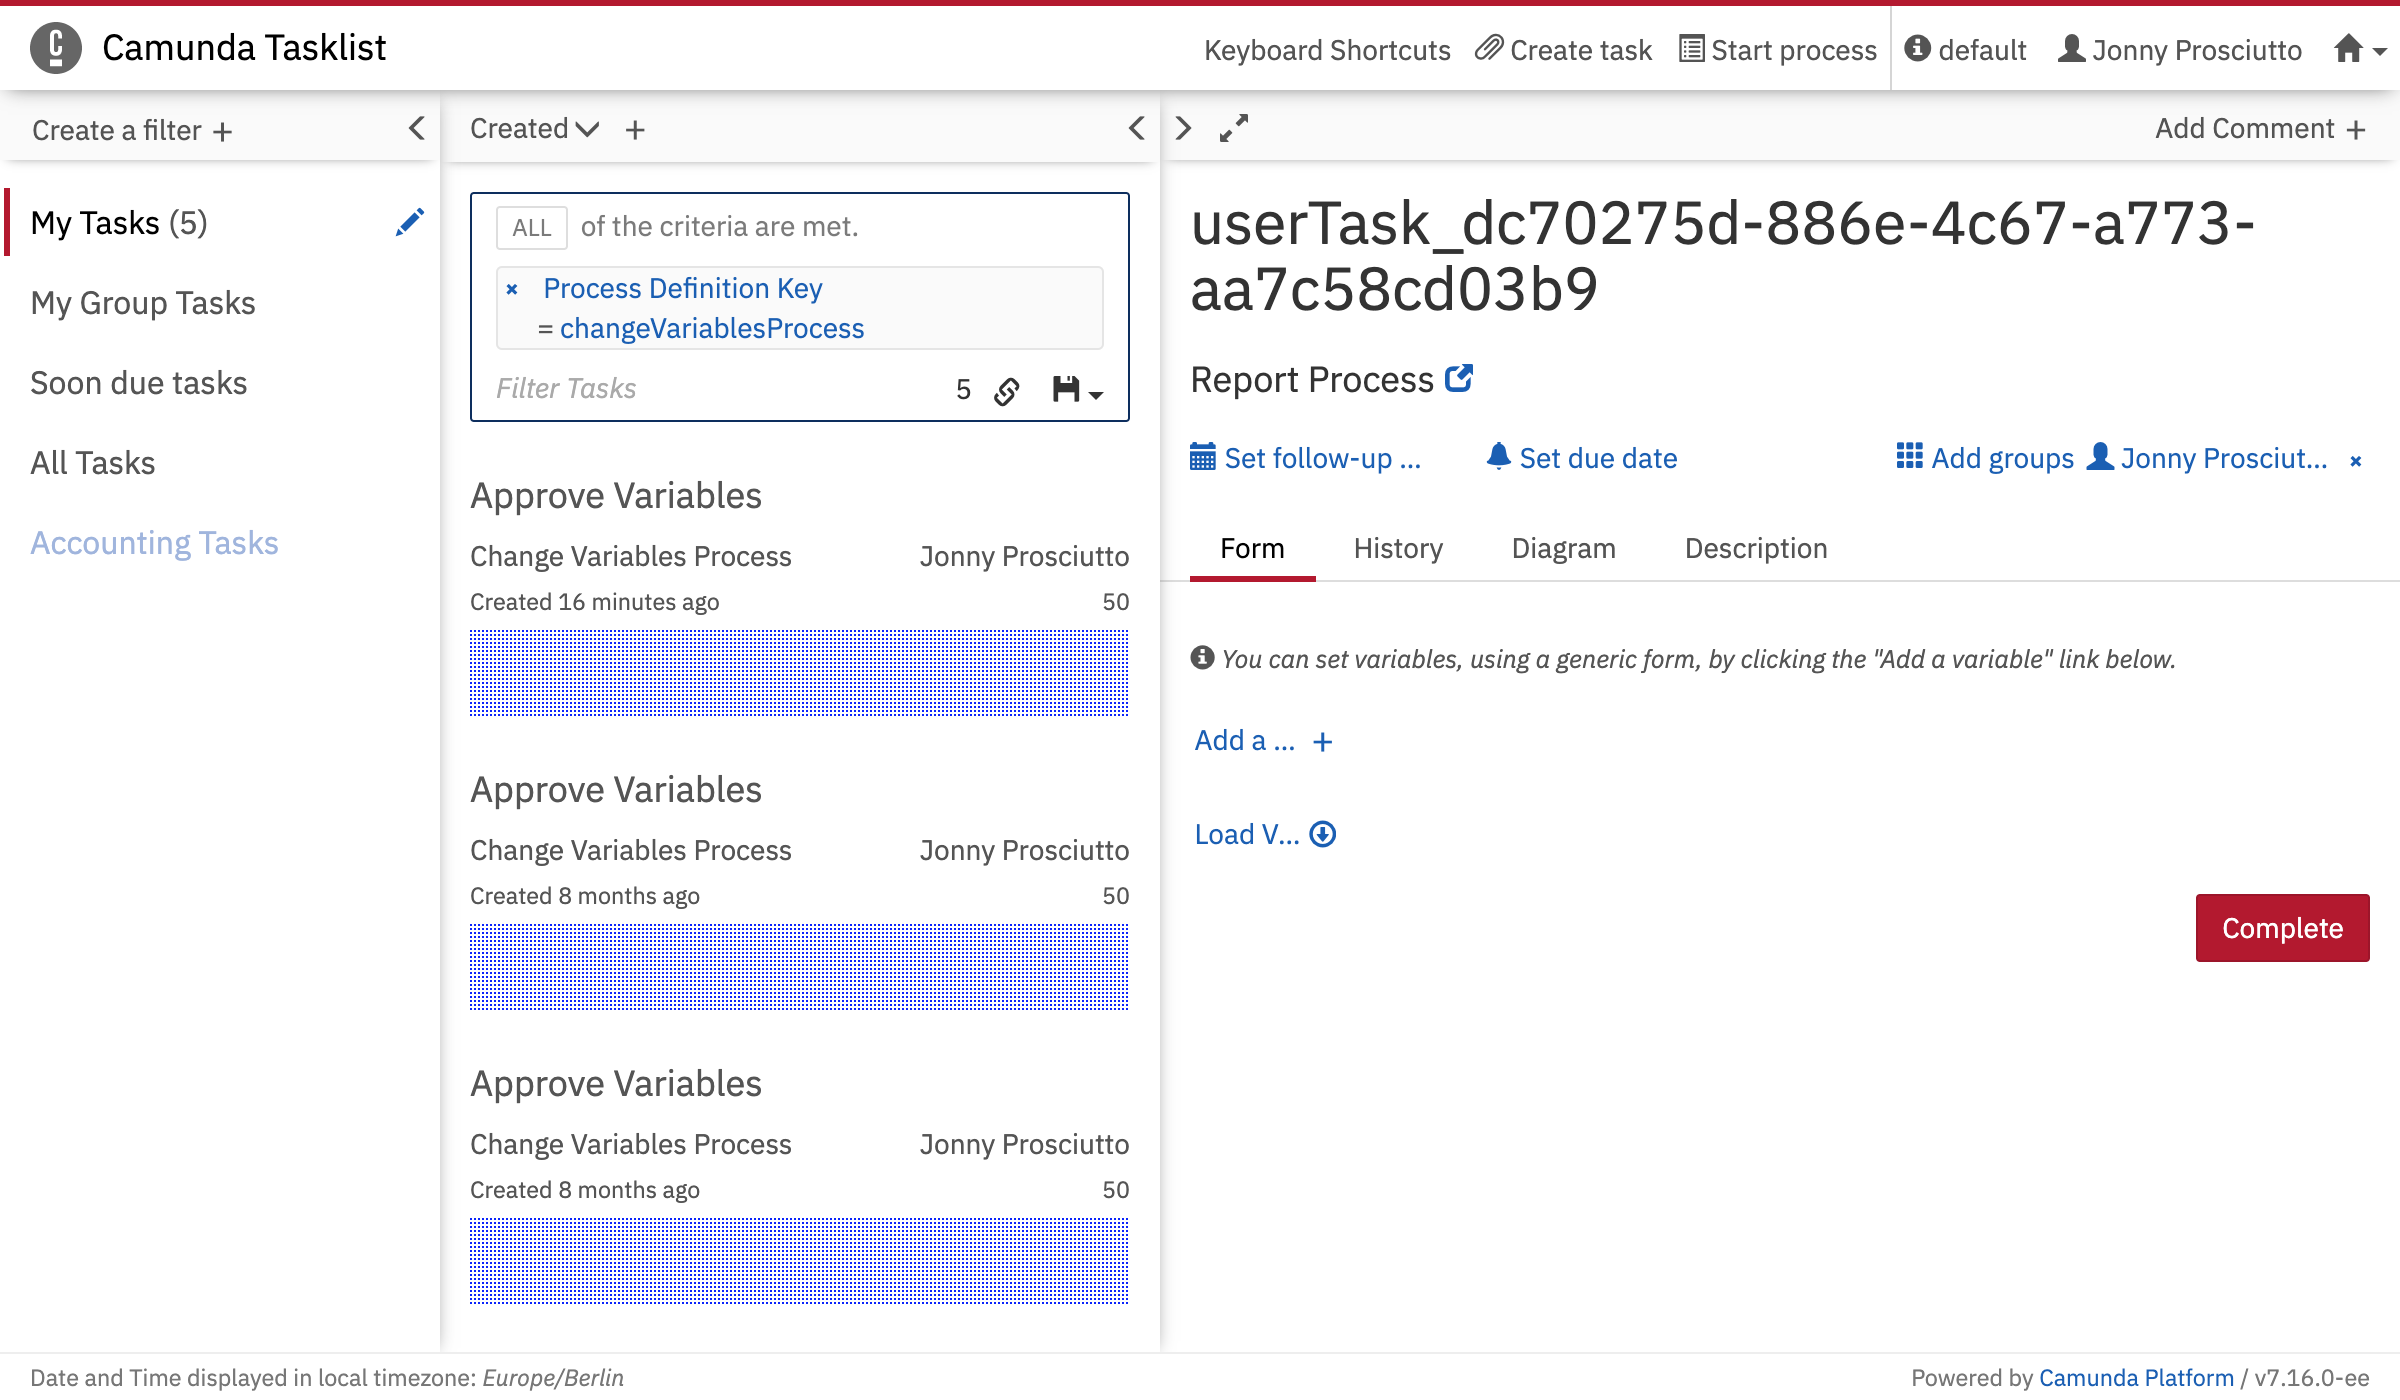 Camunda Tasklist
Keyboard Shortcuts
Create task
Start process
default
Jonny Prosciutto
Create a filter +
My Tasks (5)
My Group Tasks
Soon due tasks
All Tasks
Accounting Tasks
Created
+
ALL of the criteria are met.
× Process Definition Key
= changeVariablesProcess
Filter Tasks
5
Approve Variables
Change Variables Process
Jonny Prosciutto
Created 16 minutes ago
50
Approve Variables
Change Variables Process
Jonny Prosciutto
Created 8 months ago
50
Approve Variables
Change Variables Process
Jonny Prosciutto
Created 8 months ago
50
Add Comment +
userTask_dc70275d-886e-4c67-a773-
aa7c58cd03b9
Report Process
Set follow-up ...
Set due date
Add groups
Jonny Prosciut... ×
Form
History
Diagram
Description
You can set variables, using a generic form, by clicking the "Add a variable" link below.
Add a ... +
Load V...
Complete
Date and Time displayed in local timezone: Europe/Berlin
Powered by Camunda Platform / v7.16.0-ee